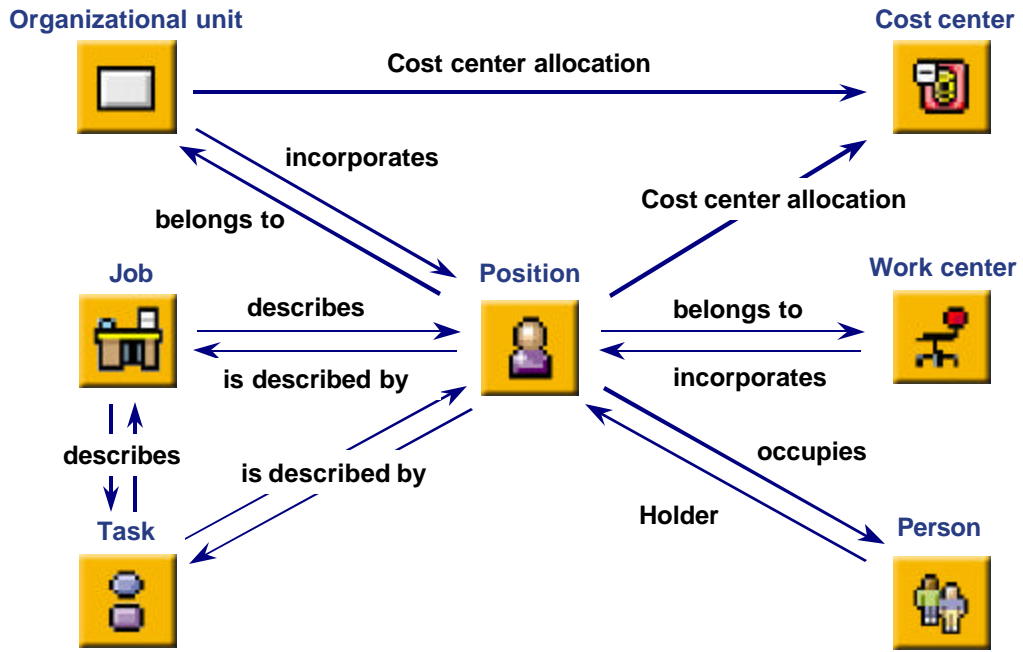 Organizational unit
Cost center
Cost center allocation
incorporates
belongs to
Cost center allocation
Job
Position
Work center
describes
belongs to
is described by
incorporates
describes
is described by
occupies
Holder
Task
Person